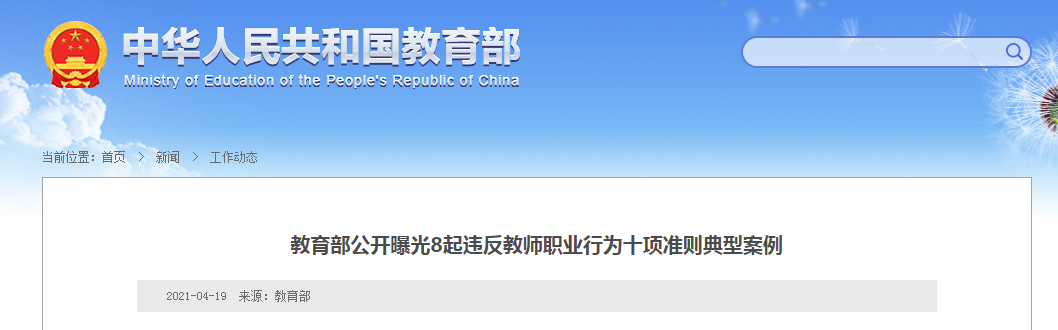 中华人民共和国教育部
Ministry of Education of the People's Republic of China
当前位置：首页 > 新闻 > 工作动态
教育部公开曝光8起违反教师职业行为十项准则典型案例
2021-04-19 来源：教育部